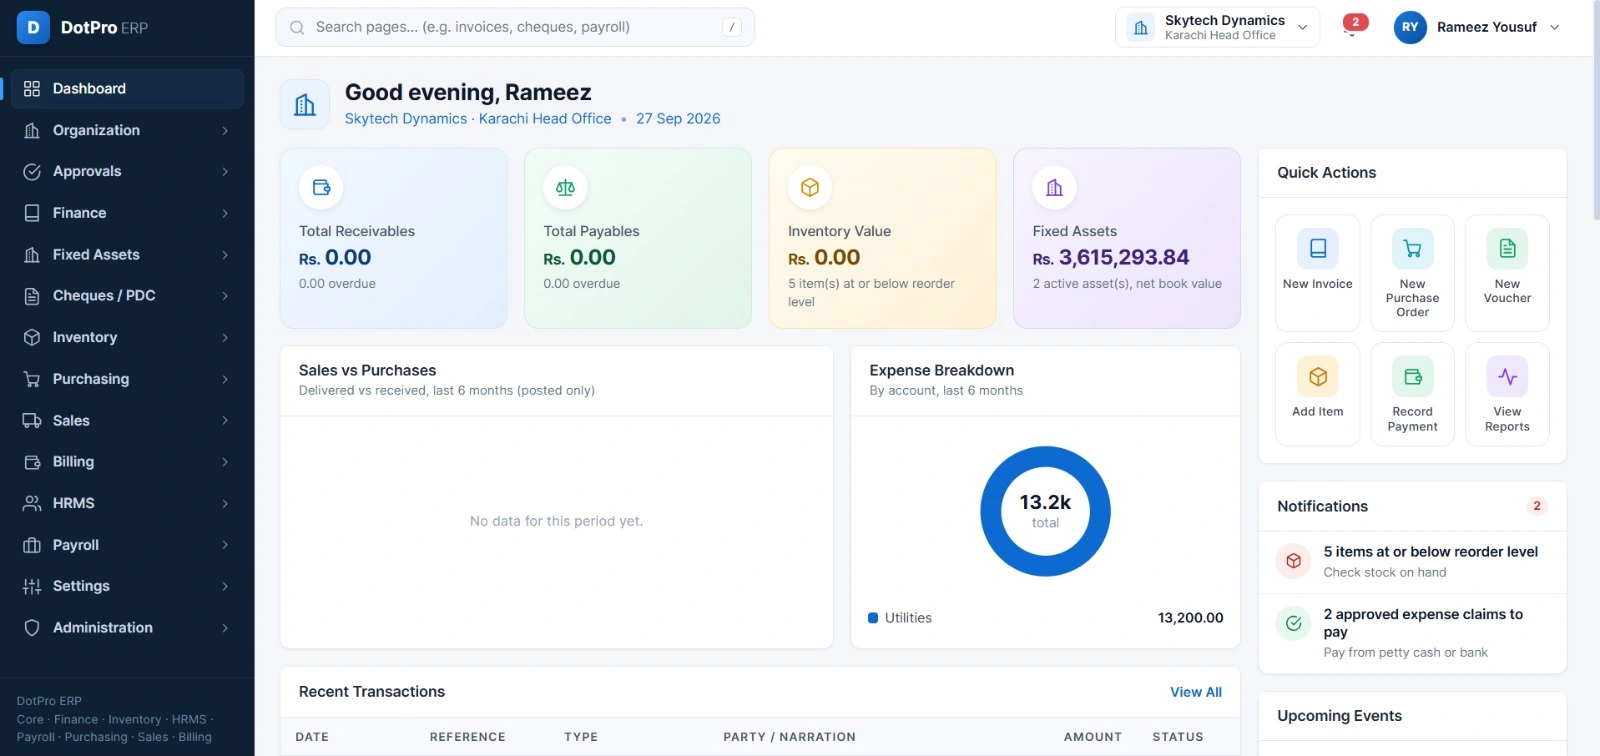 D DotPro ERP
Search pages... (e.g. invoices, cheques, payroll) /
Skytech Dynamics
Karachi Head Office
2
RY Rameez Yousuf
Dashboard
Organization
Approvals
Finance
Fixed Assets
Cheques / PDC
Inventory
Purchasing
Sales
Billing
HRMS
Payroll
Settings
Administration
DotPro ERP
Core · Finance · Inventory · HRMS ·
Payroll · Purchasing · Sales · Billing
Good evening, Rameez
Skytech Dynamics · Karachi Head Office • 27 Sep 2026
Total Receivables
Rs. 0.00
0.00 overdue
Total Payables
Rs. 0.00
0.00 overdue
Inventory Value
Rs. 0.00
5 item(s) at or below reorder
level
Fixed Assets
Rs. 3,615,293.84
2 active asset(s), net book value
Sales vs Purchases
Delivered vs received, last 6 months (posted only)
No data for this period yet.
Expense Breakdown
By account, last 6 months
13.2k
total
Utilities 13,200.00
Recent Transactions View All
DATE REFERENCE TYPE PARTY / NARRATION AMOUNT STATUS
Quick Actions
New Invoice
New
Purchase
Order
New
Voucher
Add Item
Record
Payment
View
Reports
Notifications 2
5 items at or below reorder level
Check stock on hand
2 approved expense claims to
pay
Pay from petty cash or bank
Upcoming Events